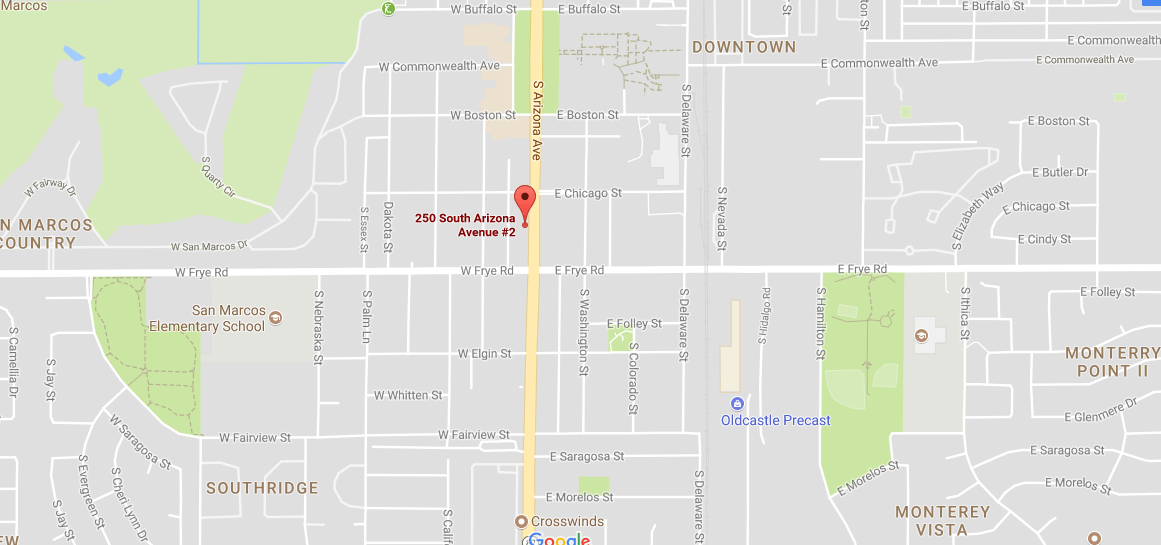 Marcos
W Buffalo St
E Buffalo St
E Buffalo St
DOWNTOWN
E Commonwealth
W Commonwealth Ave
E Commonwealth Ave
E Commonwealth Ave
S Arizona Ave
S Delaware St
W Boston St
E Boston St
E Boston St
S Quarty Cir
W Fairway Dr
E Butler Dr
E Chicago St
E Chicago St
S Essex St
Dakota St
S Nevada St
S Elizabeth Way
250 South Arizona
Avenue #2
N MARCOS
COUNTRY
W San Marcos Dr
E Cindy St
W Frye Rd
W Frye Rd
E Frye Rd
E Frye Rd
San Marcos
Elementary School
S Nebraska St
S Palm Ln
S Washington St
S Delaware St
S Hidalgo Rd
S Hamilton St
S Ithica St
E Folley St
E Folley St
S Camellia Dr
S Jay St
W Elgin St
S Colorado St
MONTERRY
POINT II
W Whitten St
Oldcastle Precast
E Glenmere Dr
W Saragosa St
W Fairview St
W Fairview St
E Saragosa St
E Saragosa St
S Evergreen St
S Cheri Lynn Dr
S Jay St
SOUTHRIDGE
S Calif
S Delaware St
E Morelos St
E Morelos St
E Morelos St
MONTEREY
VISTA
Crosswinds
EW
Google